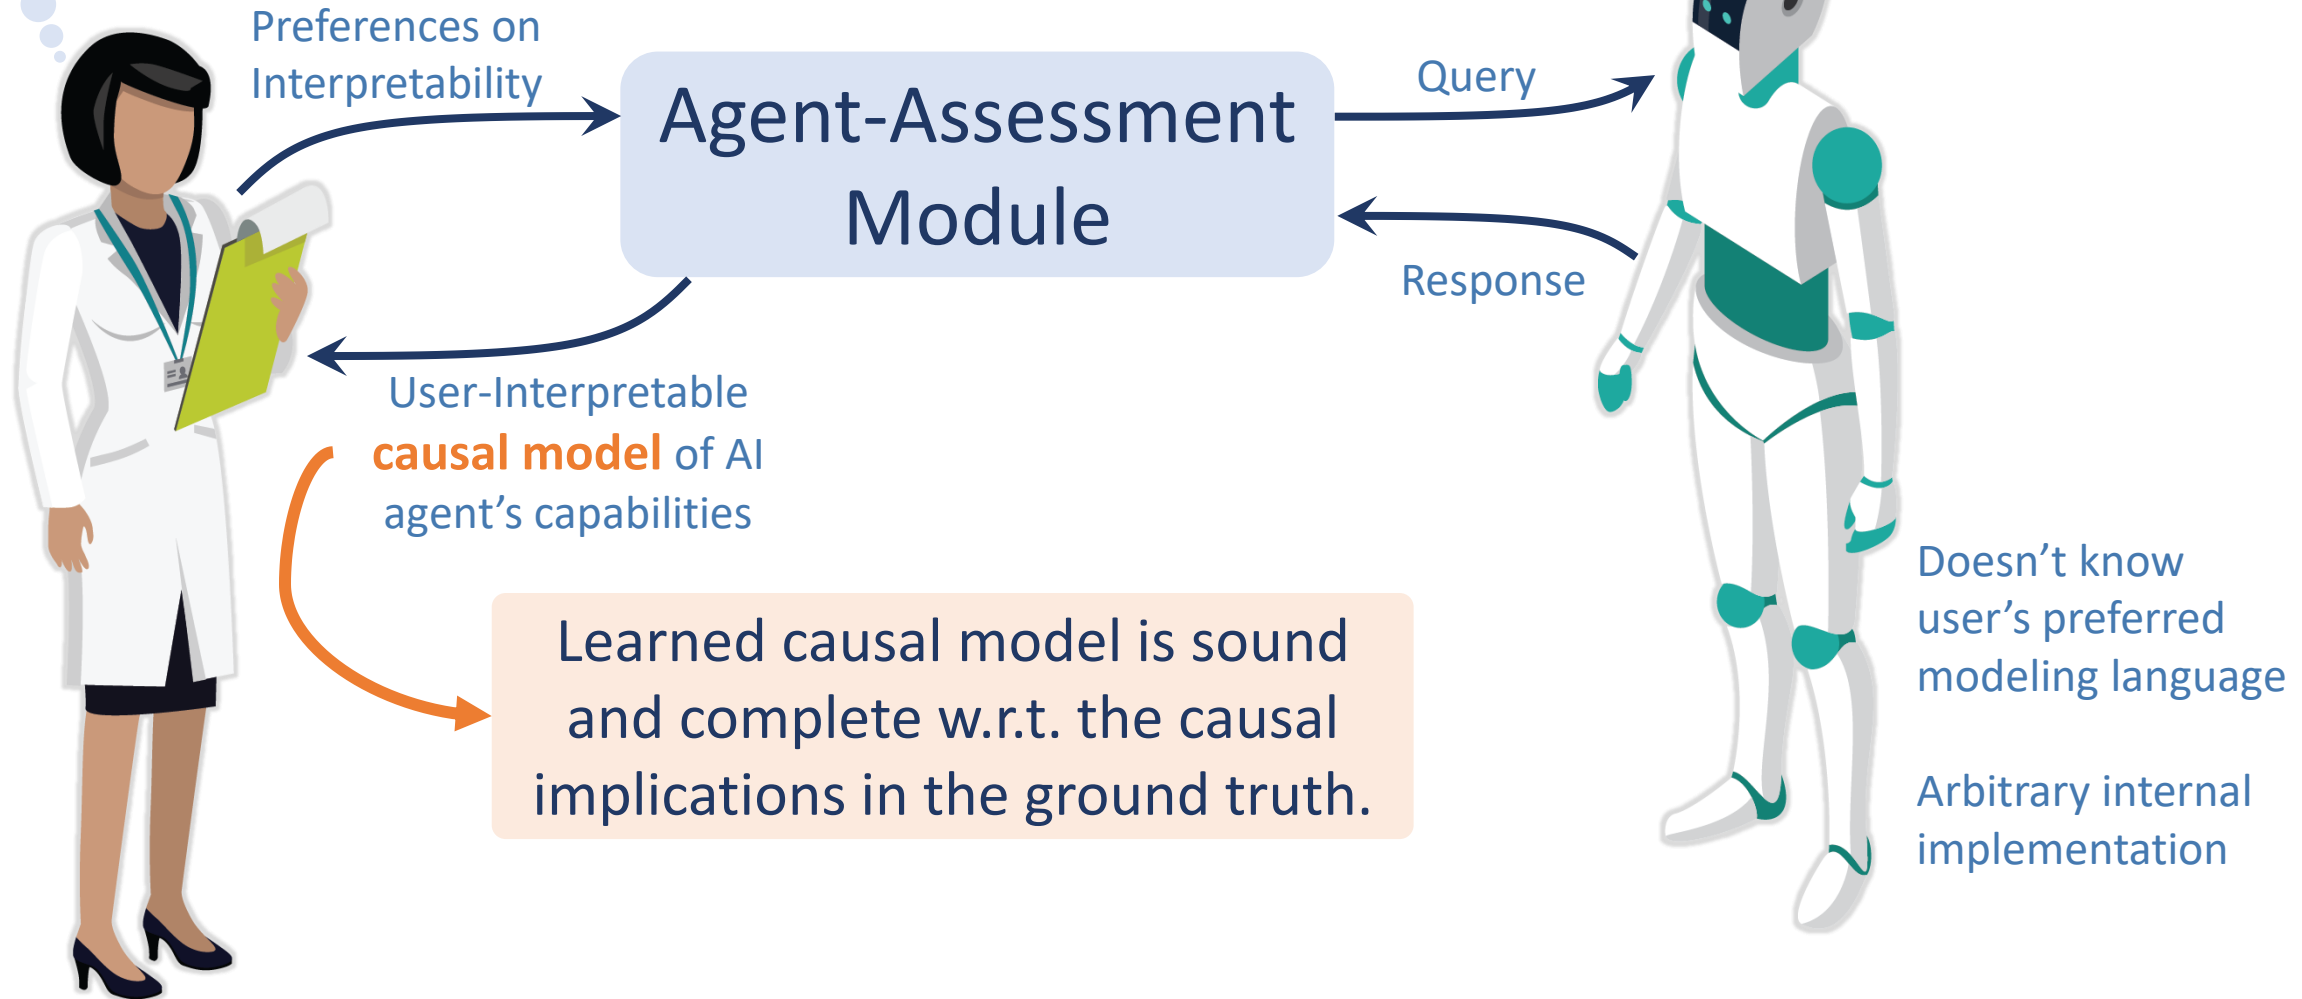 Preferences on
Interpretability
Agent-Assessment
Module
Query
Response
User-Interpretable
causal model of AI
agent’s capabilities
Learned causal model is sound
and complete w.r.t. the causal
implications in the ground truth.
Doesn’t know
user’s preferred
modeling language
Arbitrary internal
implementation